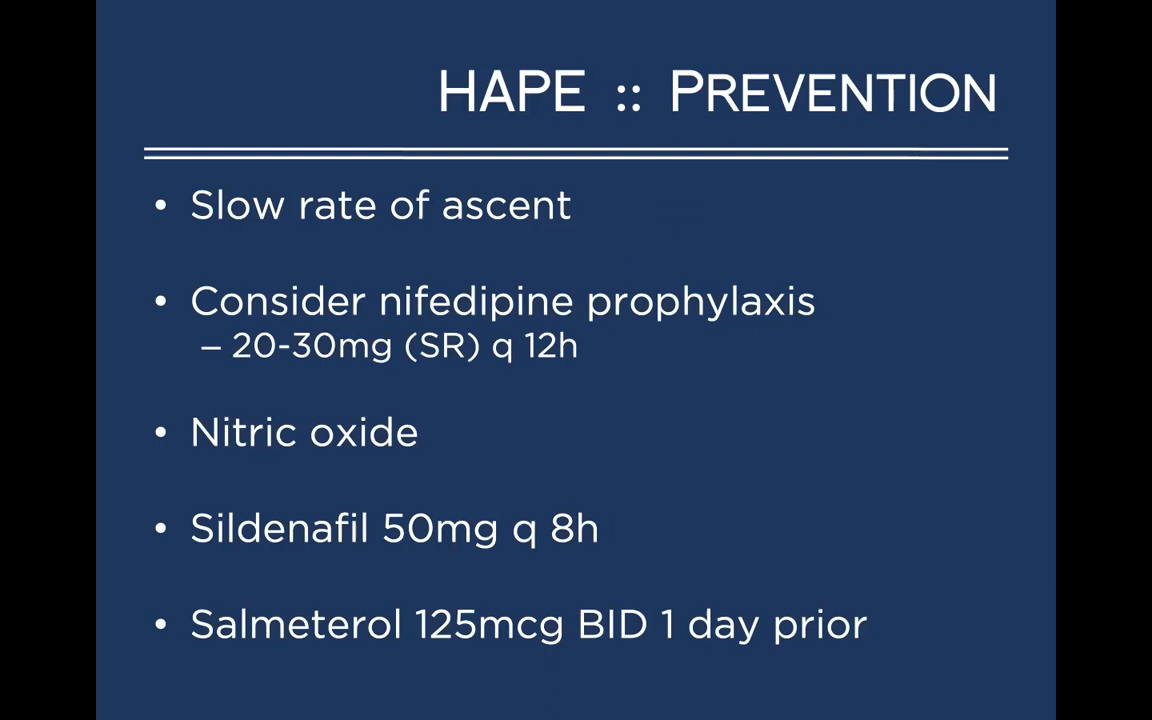 HAPE :: PREVENTION
• Slow rate of ascent
• Consider nifedipine prophylaxis
– 20-30mg (SR) q 12h
• Nitric oxide
• Sildenafil 50mg q 8h
• Salmeterol 125mcg BID 1 day prior